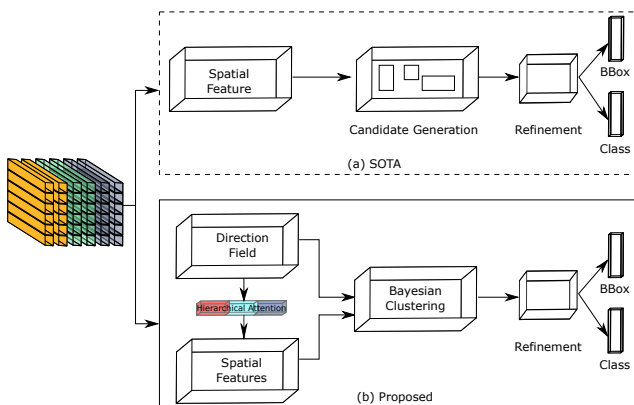 Spatial
Feature
Candidate Generation
Refinement
BBox
Class
(a) SOTA
Direction
Field
Hierarchical Attention
Spatial
Features
Bayesian
Clustering
Refinement
BBox
Class
(b) Proposed